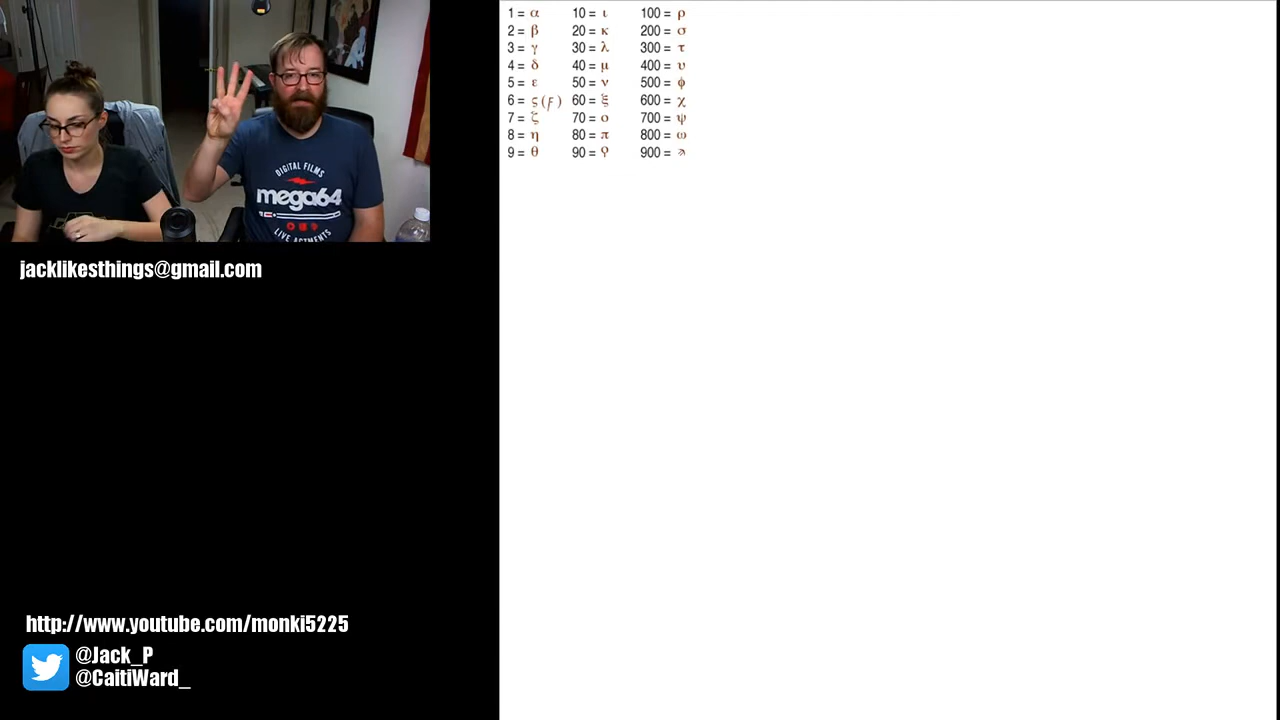 DIGITAL FILMS
mega64
jacklikesthings@gmail.com
http://www.youtube.com/monki5225
@Jack_P
@CaitiWard_
1 = α 10 = ι 100 = ρ
2 = β 20 = κ 200 = σ
3 = γ 30 = λ 300 = τ
4 = δ 40 = μ 400 = υ
5 = ε 50 = ν 500 = φ
6 = ς (ϝ) 60 = ξ 600 = χ
7 = ζ 70 = ο 700 = ψ
8 = η 80 = π 800 = ω
9 = θ 90 = ϙ 900 = ϡ